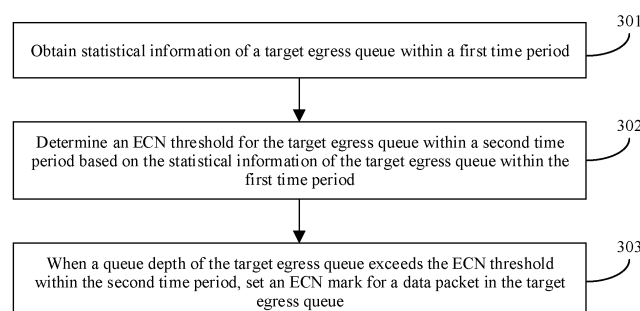 301
Obtain statistical information of a target egress queue within a first time period
302
Determine an ECN threshold for the target egress queue within a second time
period based on the statistical information of the target egress queue within the
first time period
303
When a queue depth of the target egress queue exceeds the ECN threshold
within the second time period, set an ECN mark for a data packet in the target
egress queue